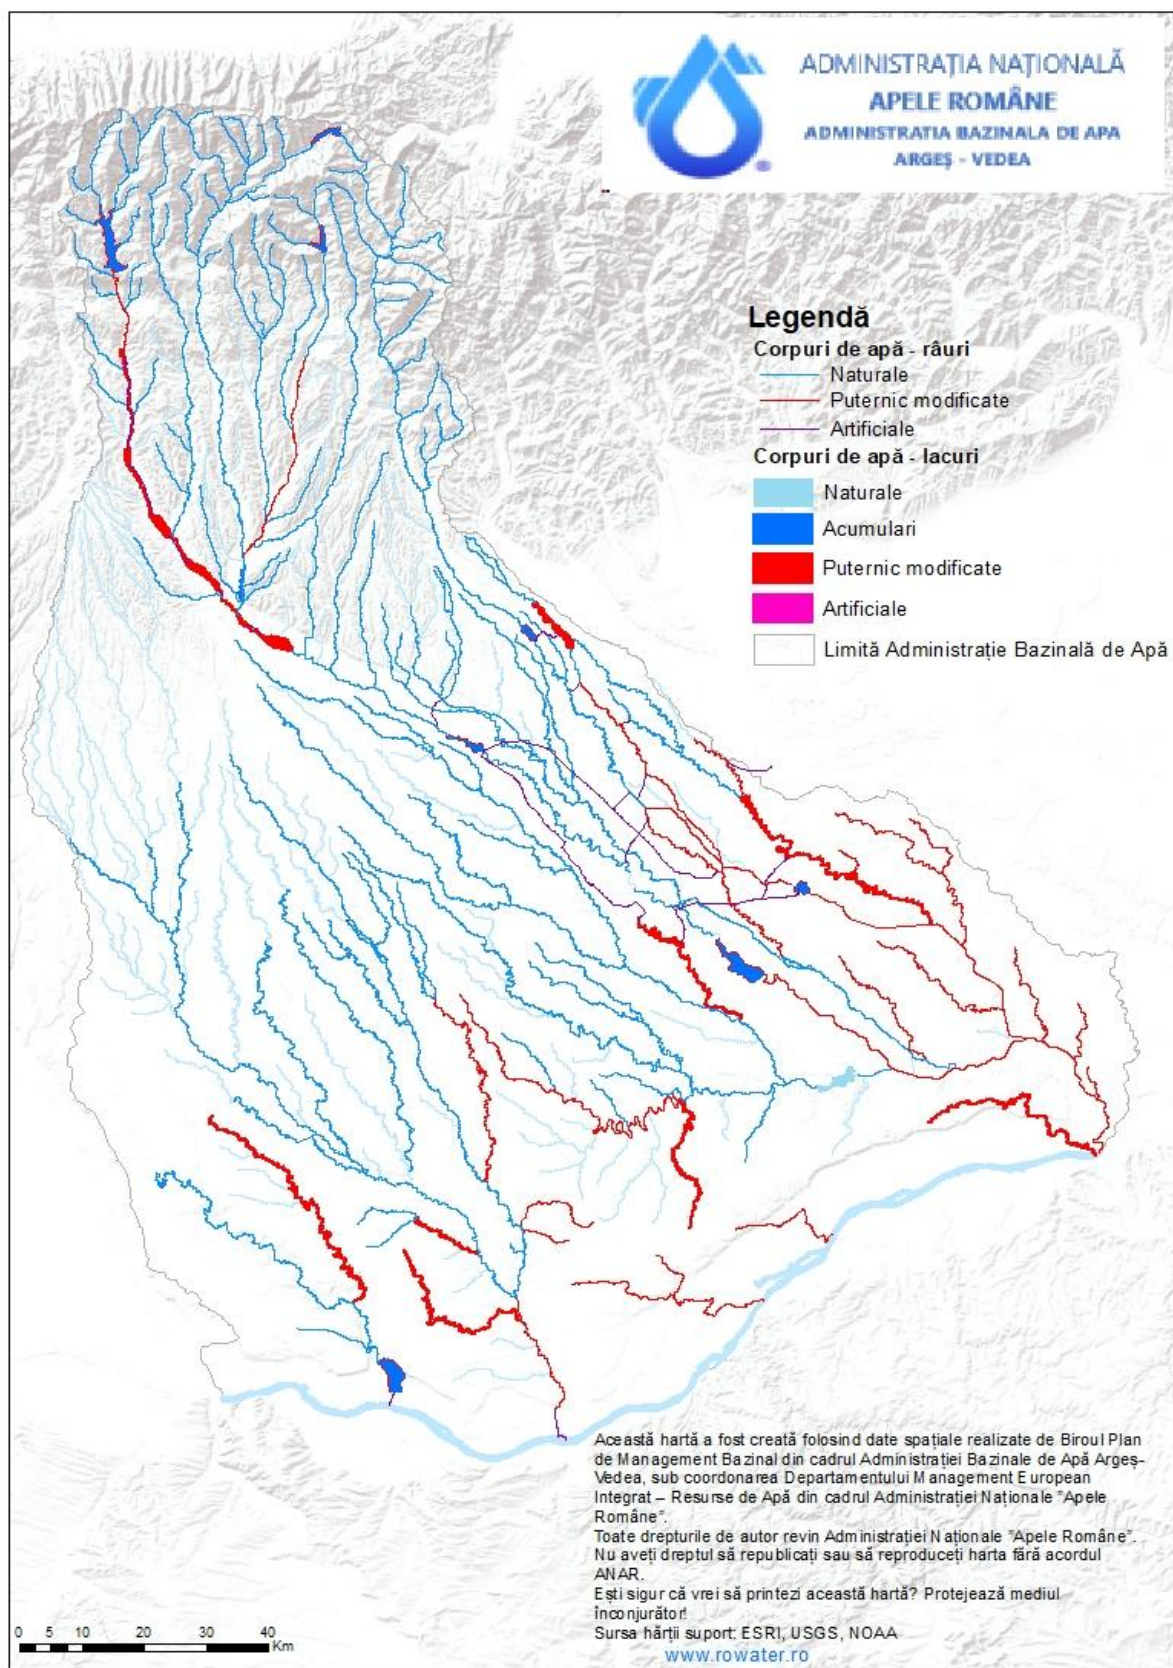 ADMINISTRAȚIA NAȚIONALĂ
APELE ROMÂNE
ADMINISTRATIA BAZINALA DE APA
ARGEȘ - VEDEA
Legendă
Corpuri de apă - râuri
Naturale
Puternic modificate
Artificiale
Corpuri de apă - lacuri
Naturale
Acumulari
Puternic modificate
Artificiale
Limită Administrație Bazinală de Apă
Această hartă a fost creată folosind date spațiale realizate de Biroul Plan
de Management Bazinal din cadrul Administrației Bazinale de Apă Argeș-
Vedea, sub coordonarea Departamentului Management European
Integrat – Resurse de Apă din cadrul Administrației Naționale "Apele
Române".
Toate drepturile de autor revin Administrației Naționale "Apele Române".
Nu aveți dreptul să republicați sau să reproduceți harta fără acordul
ANAR.
Ești sigur că vrei să printezi această hartă? Protejează mediul
înconjurător!
Sursa hărții suport: ESRI, USGS, NOAA
www.rowater.ro
0 5 10 20 30 40
Km